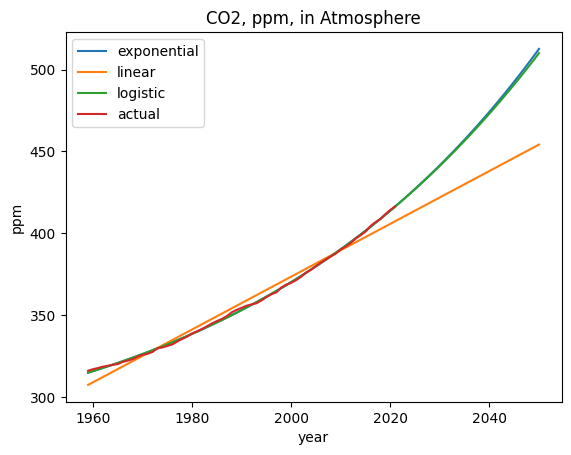 CO2, ppm, in Atmosphere
exponential
linear
logistic
actual
500
450
400
350
300
ppm
1960
1980
2000
2020
2040
year